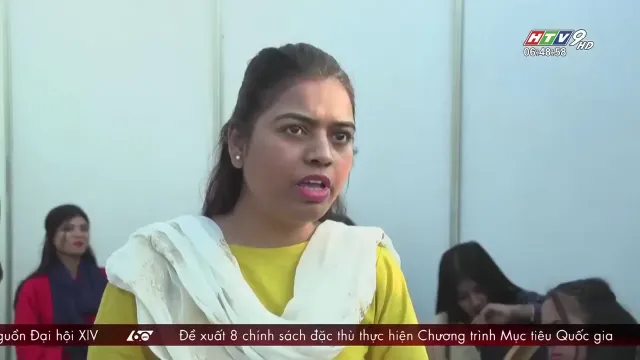 HTV9 HD
06:48:58
guồn Đại hội XIV 60 Đề xuất 8 chính sách đặc thù thực hiện Chương trình Mục tiêu Quốc gia